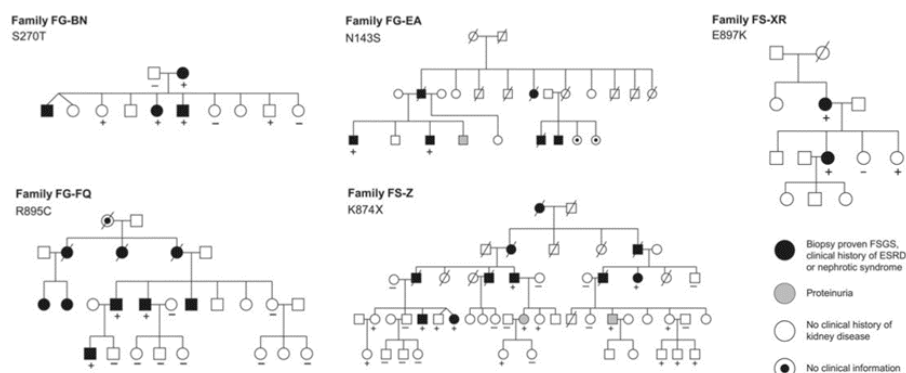 Family FG-BN
S270T
Family FG-EA
N143S
Family FS-XR
E897K
Family FG-FQ
R895C
Family FS-Z
K874X
Biopsy proven FSGS,
clinical history of ESRD
or nephrotic syndrome
Proteinuria
No clinical history of
kidney disease
No clinical information